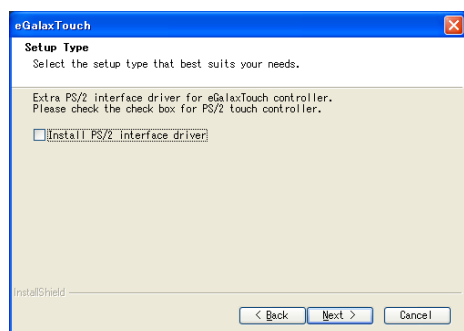 eGalaxTouch
Setup Type
Select the setup type that best suits your needs.
Extra PS/2 interface driver for eGalaxTouch controller.
Please check the check box for PS/2 touch controller.
Install PS/2 interface driver
InstallShield
< Back
Next >
Cancel